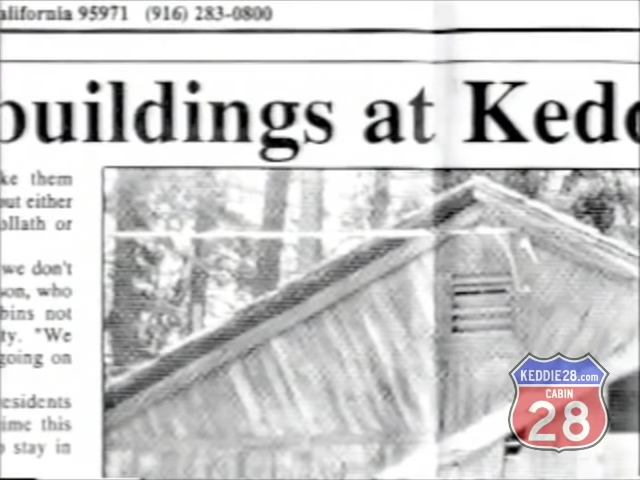 alifornia 95971 (916) 283-0800
buildings at Kedd
ke them
out either
ollath or
we don't
son, who
bins not
ty. "We
going on
esidents
ime this
stay in
KEDDIE28.com
CABIN
28